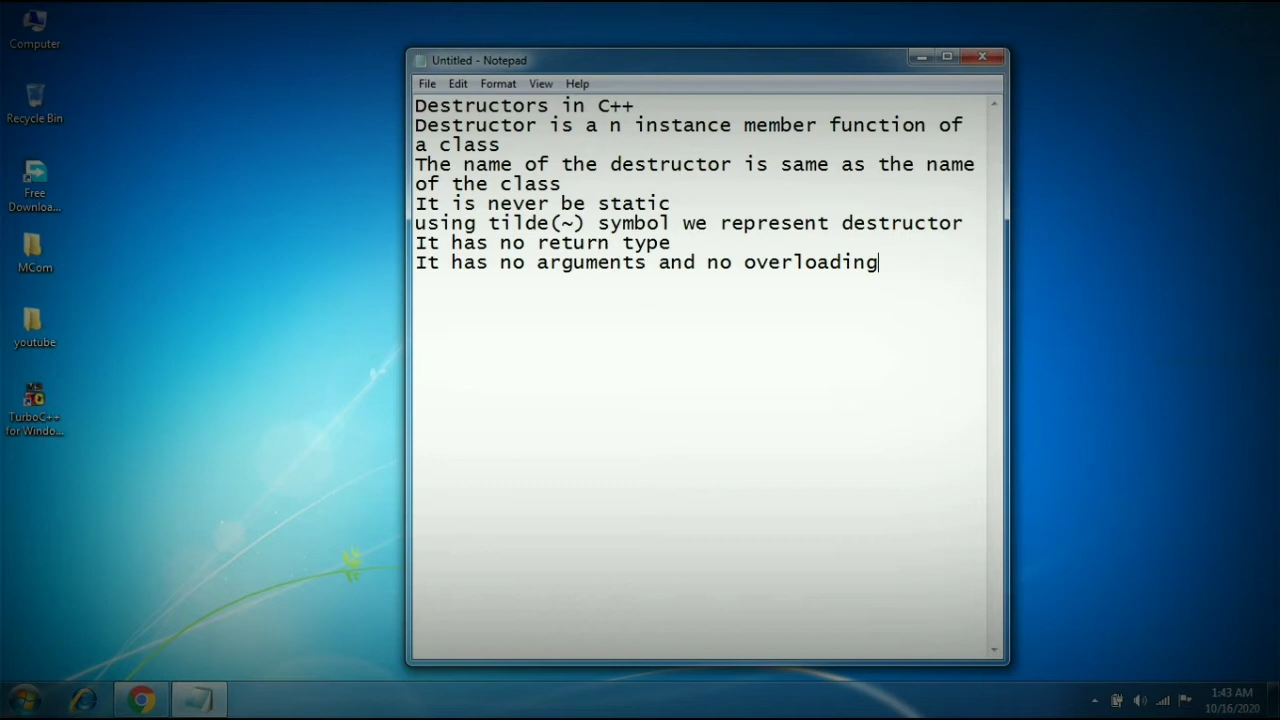 Computer
Recycle Bin
Free
Downloa...
MCom
youtube
TurboC++
for Windo...
Untitled - Notepad
File Edit Format View Help
Destructors in C++
Destructor is a n instance member function of
a class
The name of the destructor is same as the name
of the class
It is never be static
using tilde(~) symbol we represent destructor
It has no return type
It has no arguments and no overloading
1:43 AM
10/16/2020